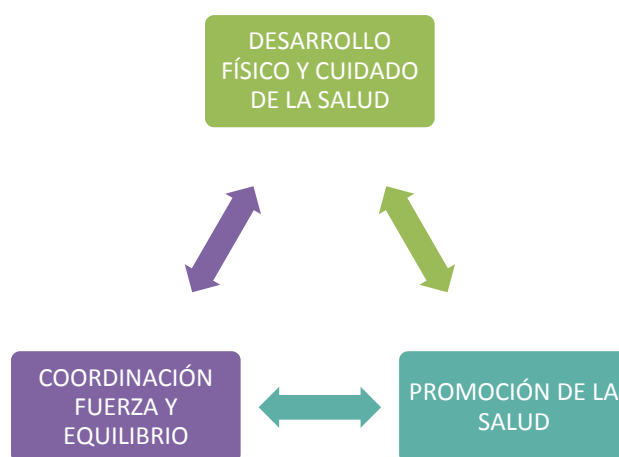 DESARROLLO
FÍSICO Y CUIDADO
DE LA SALUD
COORDINACIÓN
FUERZA Y
EQUILIBRIO
PROMOCIÓN DE LA
SALUD